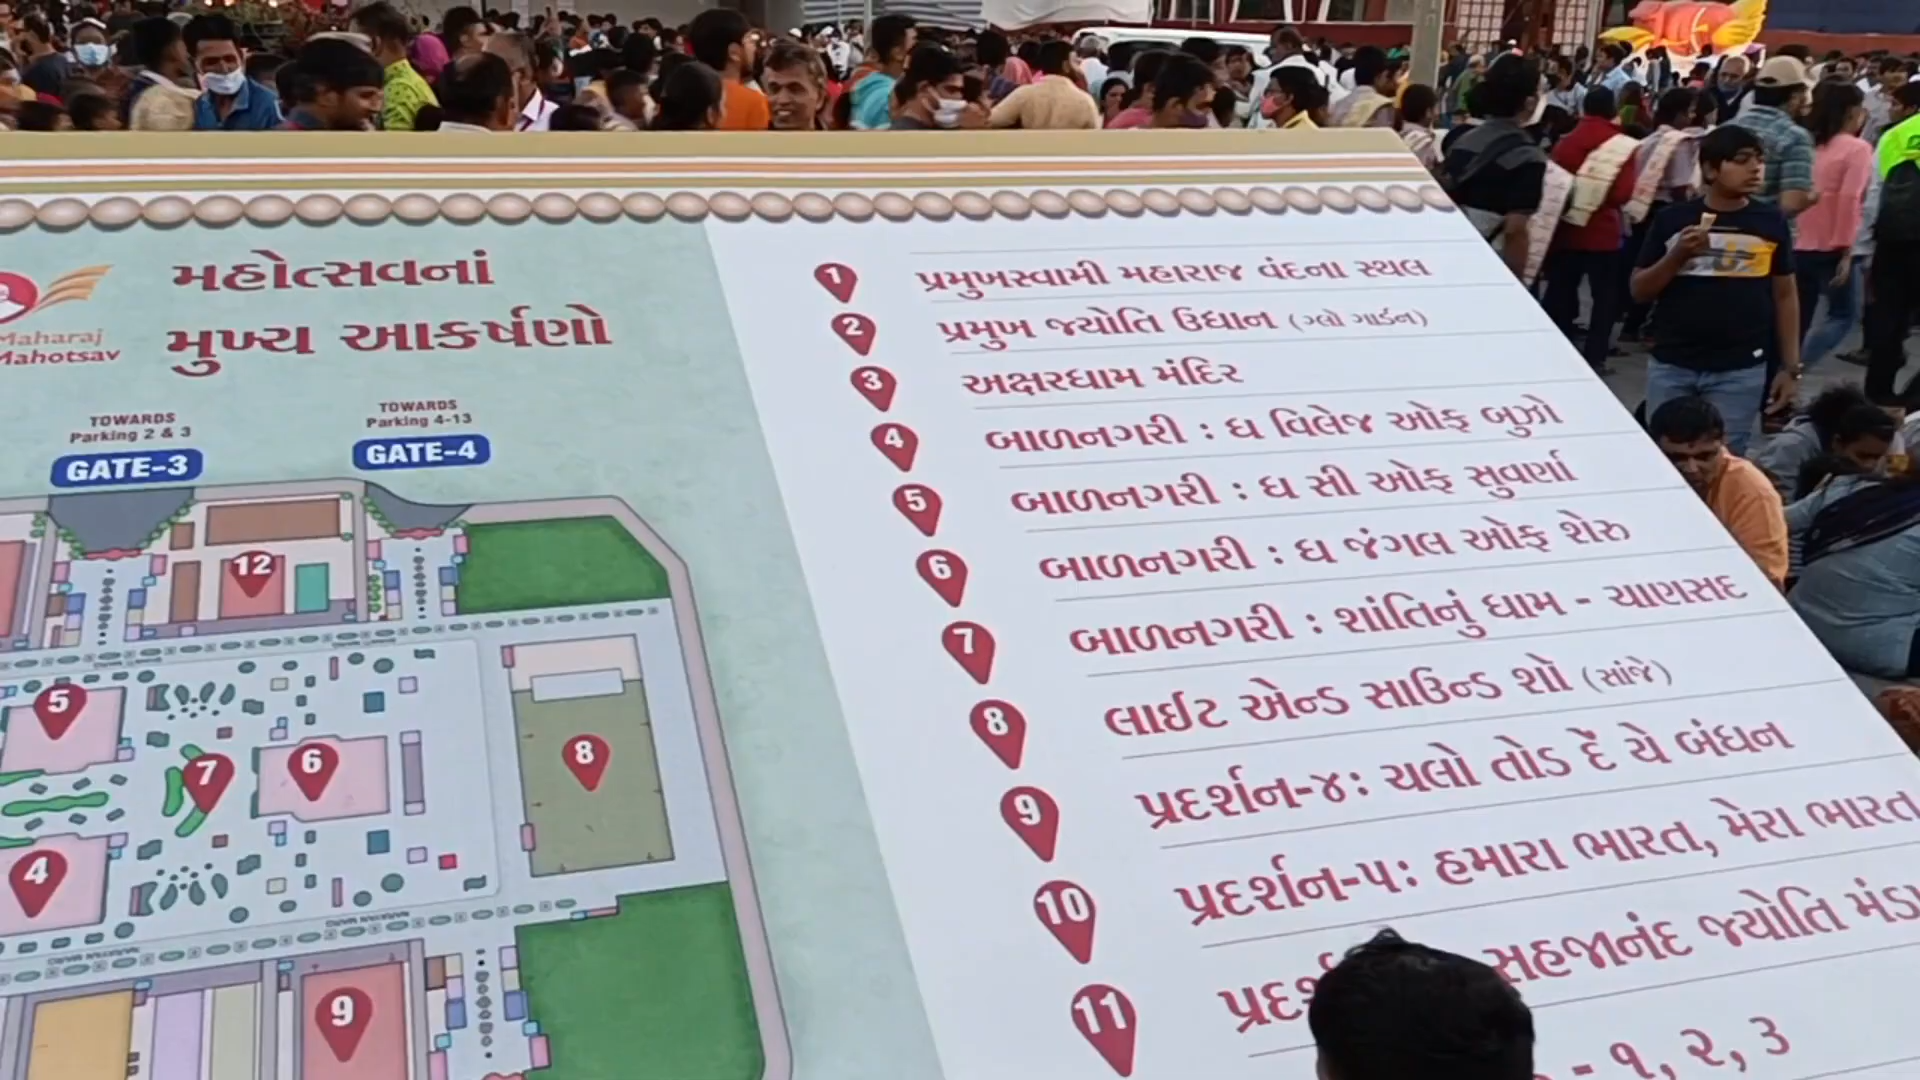 Maharaj
Mahotsav
મહોત્સવનાં
મુખ્ય આકર્ષણો
TOWARDS
Parking 2 & 3
GATE-3
TOWARDS
Parking 4-13
GATE-4
12
5
7
6
8
4
9
1 પ્રમુખસ્વામી મહારાજ વંદના સ્થલ
2 પ્રમુખ જ્યોતિ ઉદ્યાન (ગ્લો ગાર્ડન)
3 અક્ષરધામ મંદિર
4 બાળનગરી : ધ વિલેજ ઓફ બુઝો
5 બાળનગરી : ધ સી ઓફ સુવર્ણા
6 બાળનગરી : ધ જંગલ ઓફ શેરુ
7 બાળનગરી : શાંતિનું ધામ - ચાણસદ
8 લાઈટ એન્ડ સાઉન્ડ શો (સાંજે)
9 પ્રદર્શન-૪: ચલો તોડ દેં યે બંધન
10 પ્રદર્શન-૫: હમારા ભારત, મેરા ભારત
11 સહજાનંદ જ્યોતિ
- ૧, ૨, ૩